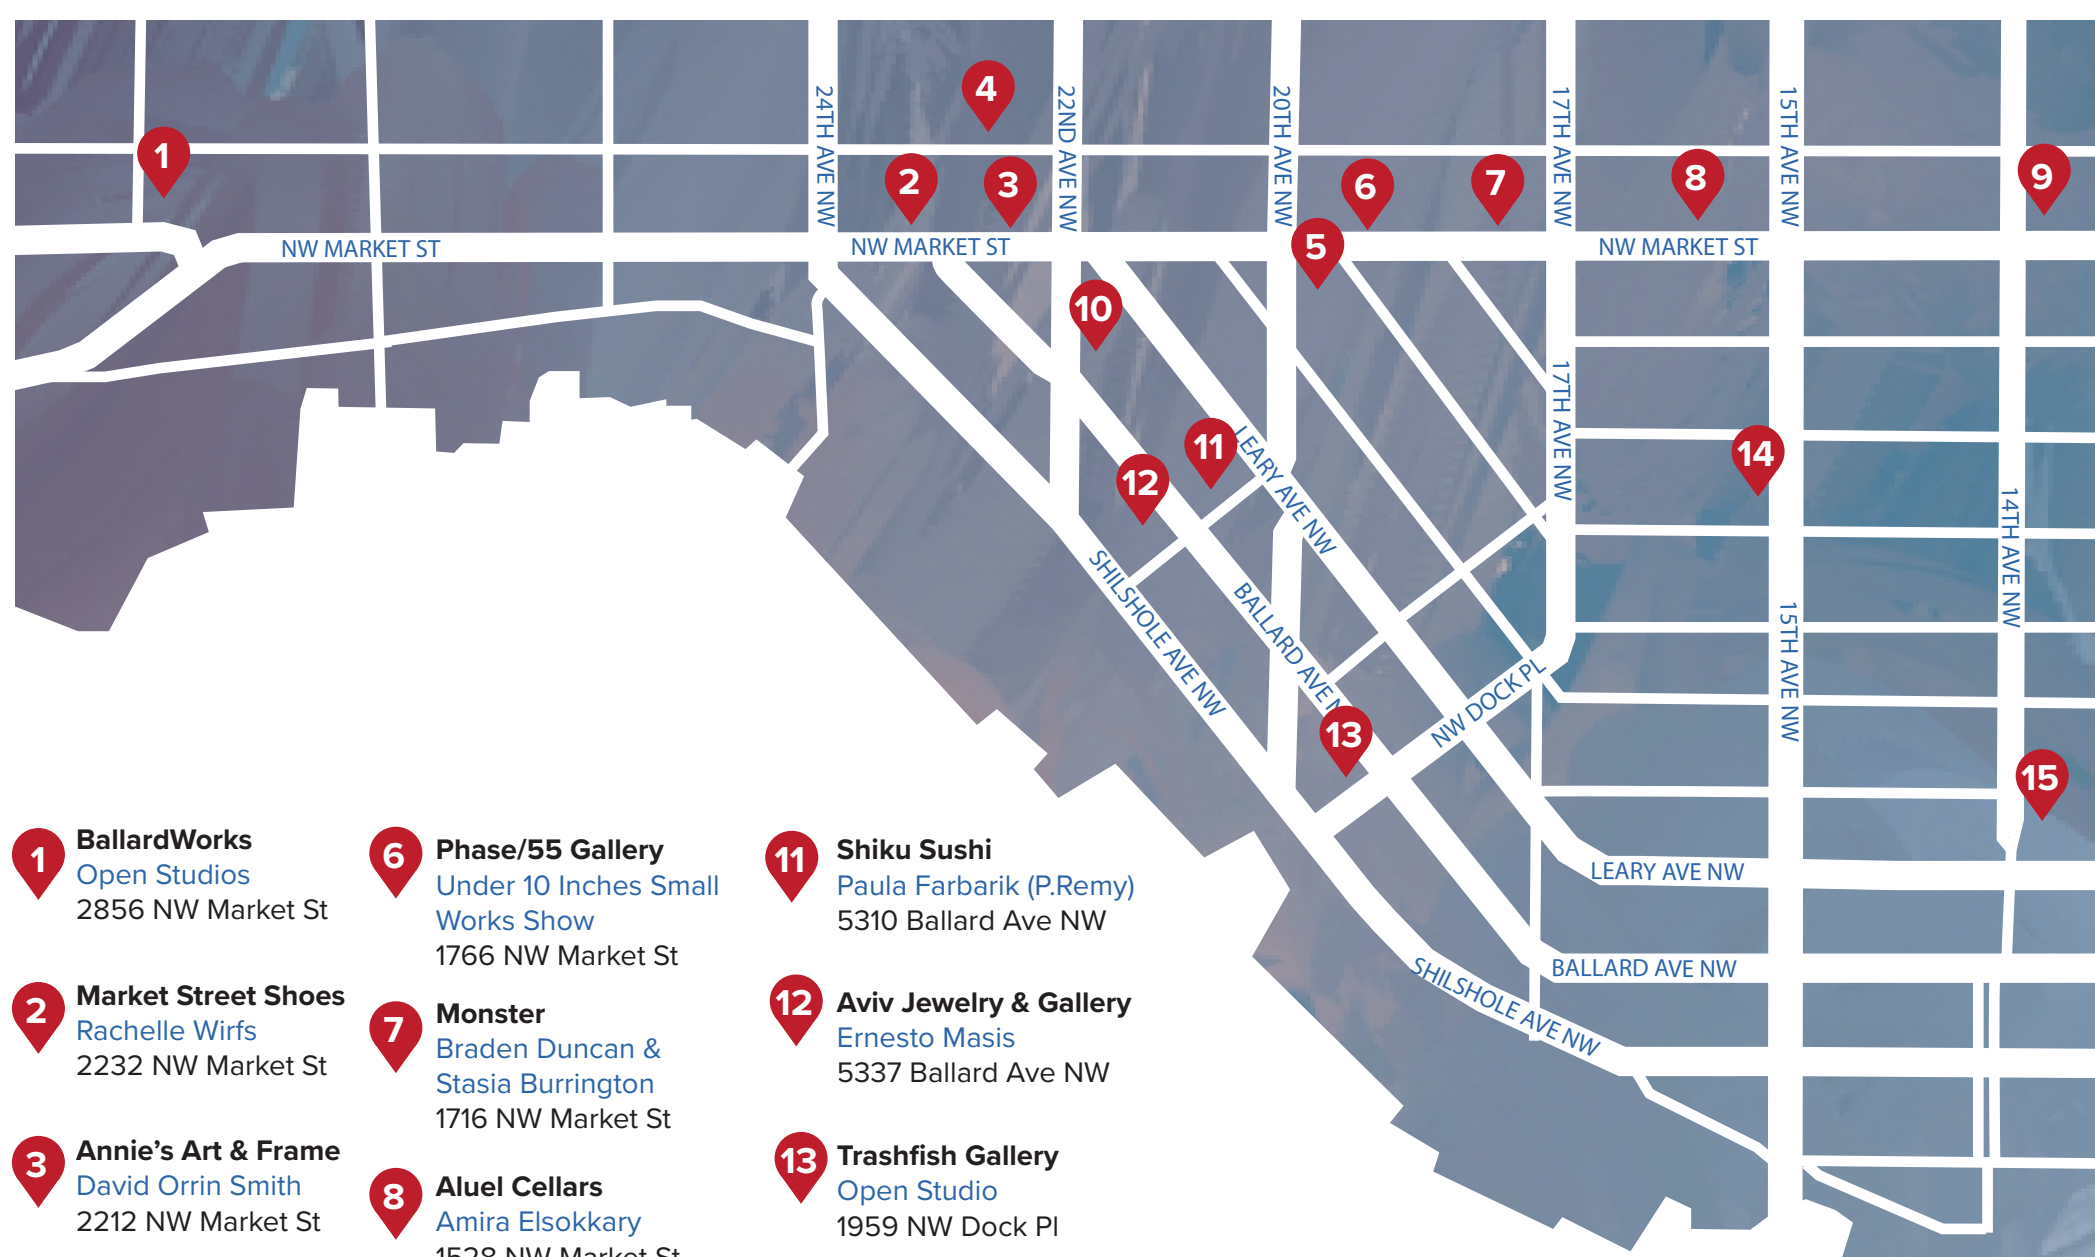 4
1
2
3
6
7
8
9
5
10
11
12
14
13
15
24TH AVE NW
22ND AVE NW
20TH AVE NW
17TH AVE NW
15TH AVE NW
NW MARKET ST
NW MARKET ST
NW MARKET ST
17TH AVE NW
14TH AVE NW
15TH AVE NW
LEARY AVE NW
SHILSHOLE AVE NW
BALLARD AVE N
NW DOCK PL
LEARY AVE NW
BALLARD AVE NW
SHILSHOLE AVE NW
1
BallardWorks
Open Studios
2856 NW Market St
2
Market Street Shoes
Rachelle Wirfs
2232 NW Market St
3
Annie’s Art & Frame
David Orrin Smith
2212 NW Market St
6
Phase/55 Gallery
Under 10 Inches Small
Works Show
1766 NW Market St
7
Monster
Braden Duncan &
Stasia Burrington
1716 NW Market St
8
Aluel Cellars
Amira Elsokkary
1528 NW Market St
11
Shiku Sushi
Paula Farbarik (P.Remy)
5310 Ballard Ave NW
12
Aviv Jewelry & Gallery
Ernesto Masis
5337 Ballard Ave NW
13
Trashfish Gallery
Open Studio
1959 NW Dock Pl